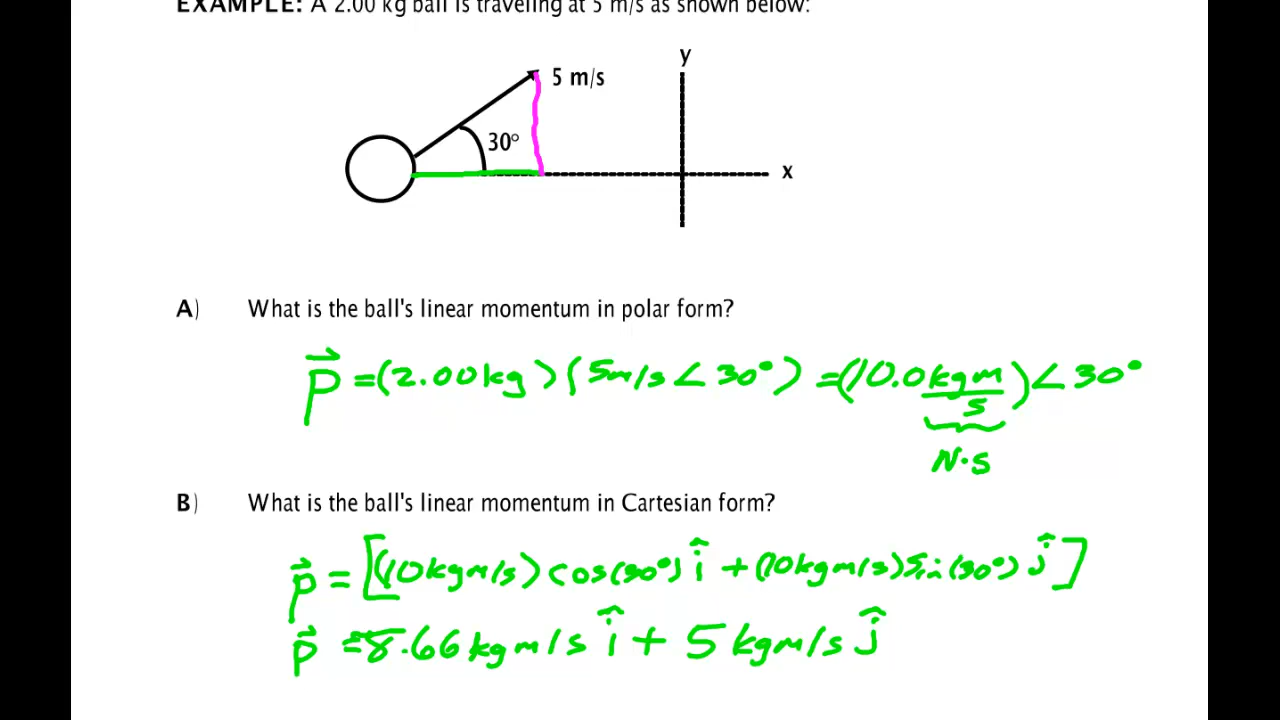 EXAMPLE: A 2.00 kg ball is traveling at 5 m/s as shown below:
y
5 m/s
30°
x
A) What is the ball's linear momentum in polar form?
p⃗ = (2.00 kg) (5 m/s ∠ 30°) = (10.0 kgm/s) ∠ 30°
N·s
B) What is the ball's linear momentum in Cartesian form?
p⃗ = [(10 kgm/s) cos(30°) î + (10 kgm/s) sin(30°) ĵ]
p⃗ = 8.66 kgm/s î + 5 kgm/s ĵ